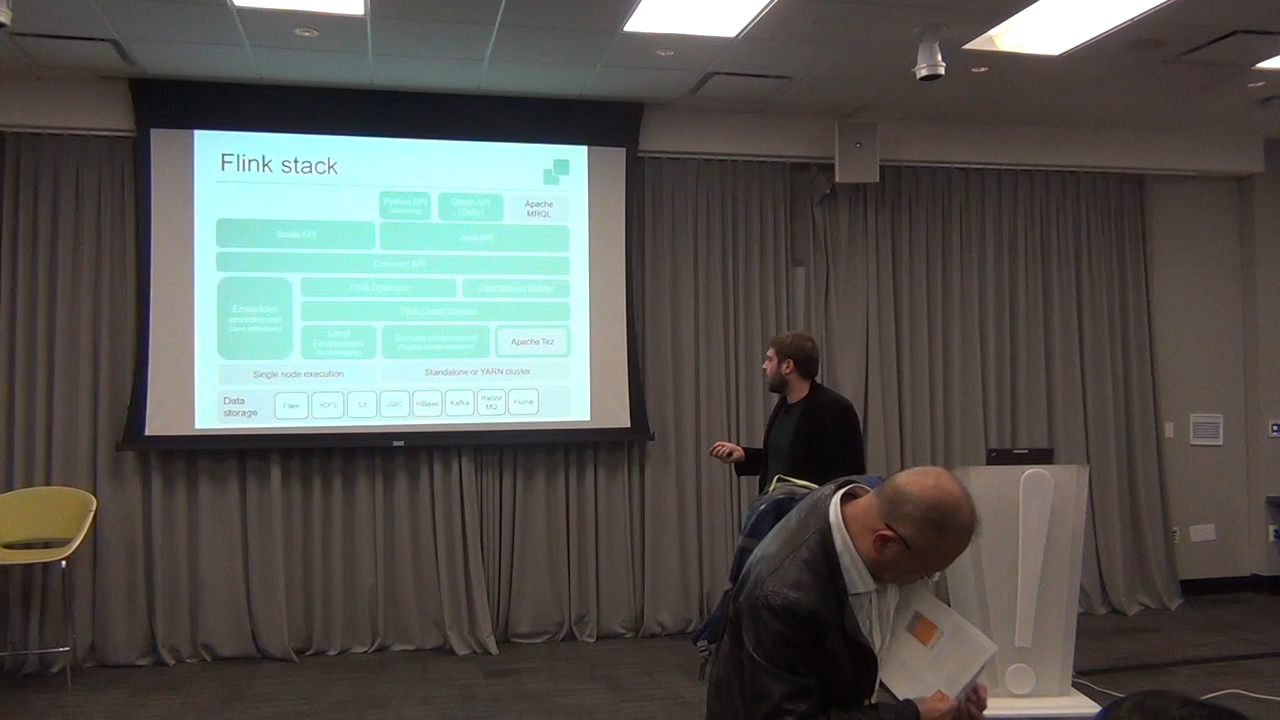 Flink stack
Python API
Graph API
(Gelly)
Apache
MRQL
Scala API
Java API
Common API
Flink Optimizer
Flink Stream Builder
Embedded
environment
(Java collections)
Flink Local Runtime
Local
Environment
Remote environment
Apache Tez
Single node execution
Standalone or YARN cluster
Data
storage
Files
HDFS
S3
JDBC
HBase
Kafka
Rabbit
MQ
Flume